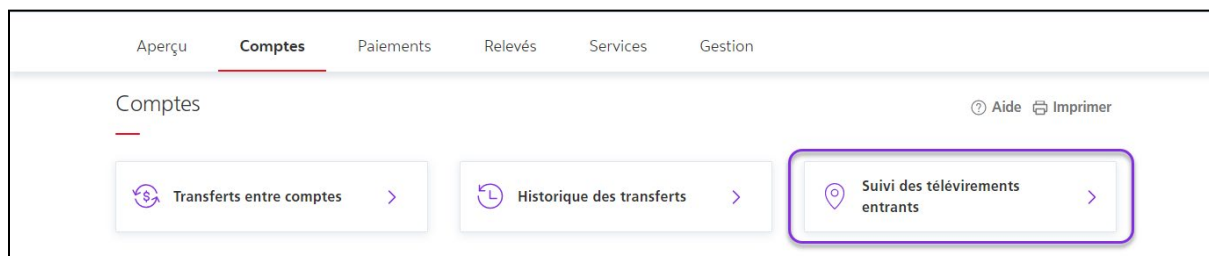 Aperçu Comptes Paiements Relevés Services Gestion
Comptes
Aide Imprimer
Transferts entre comptes
Historique des transferts
Suivi des télévirements
entrants